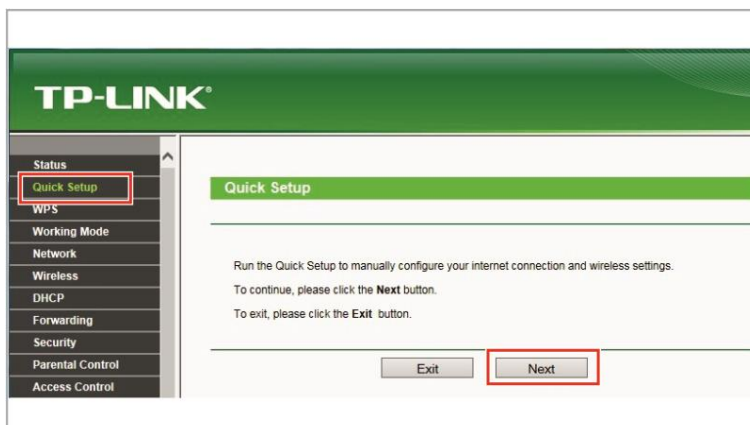 TP-LINK®
Status
Quick Setup
WPS
Working Mode
Network
Wireless
DHCP
Forwarding
Security
Parental Control
Access Control
Quick Setup
Run the Quick Setup to manually configure your internet connection and wireless settings.
To continue, please click the Next button.
To exit, please click the Exit button.
Exit
Next